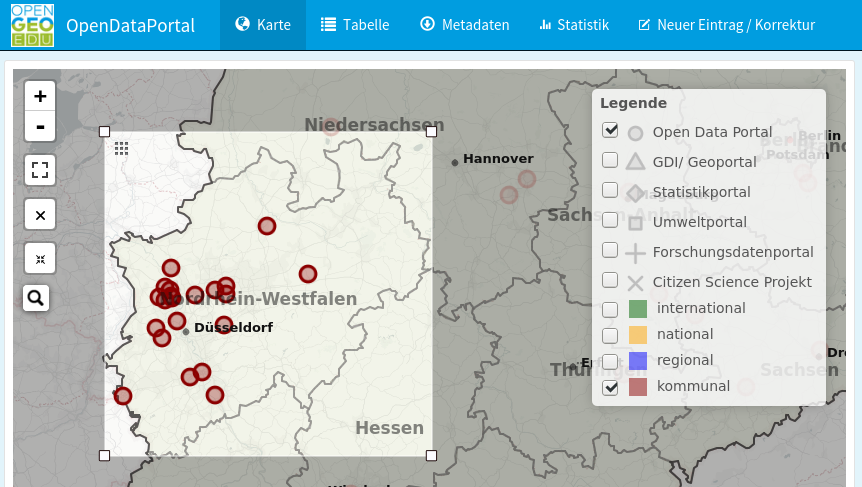 OPEN
GEO
EDU
OpenDataPortal
Karte
Tabelle
Metadaten
Statistik
Neuer Eintrag / Korrektur
+
-
Niedersachsen
Hannover
Nordrhein-Westfalen
Düsseldorf
Hessen
Legende
Open Data Portal
GDI/ Geoportal
Statistikportal
Umweltportal
Forschungsdatenportal
Citizen Science Projekt
international
national
regional
kommunal
Berlin
Potsdam
Sachsen-Anhalt
Thüringen
Sachsen